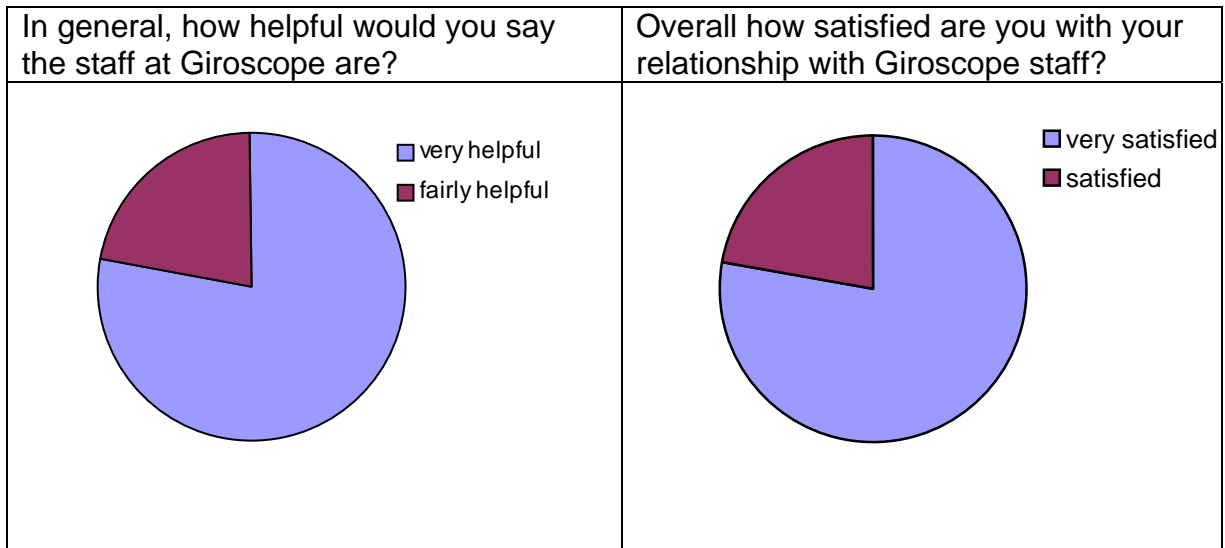 In general, how helpful would you say
the staff at Giroscope are?
Overall how satisfied are you with your
relationship with Giroscope staff?
very helpful
fairly helpful
very satisfied
satisfied